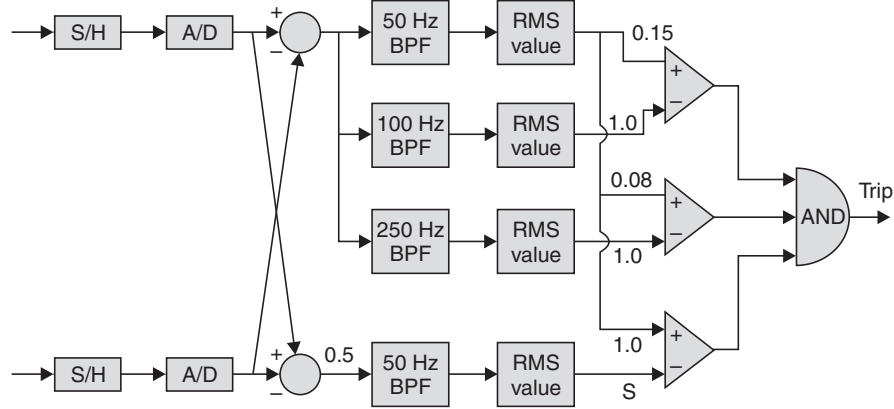 S/H
A/D
+
−
50 Hz
BPF
RMS
value
0.15
+
−
100 Hz
BPF
RMS
value
1.0
0.08
+
−
AND
Trip
250 Hz
BPF
RMS
value
1.0
S/H
A/D
+
−
0.5
50 Hz
BPF
RMS
value
1.0
S
+
−